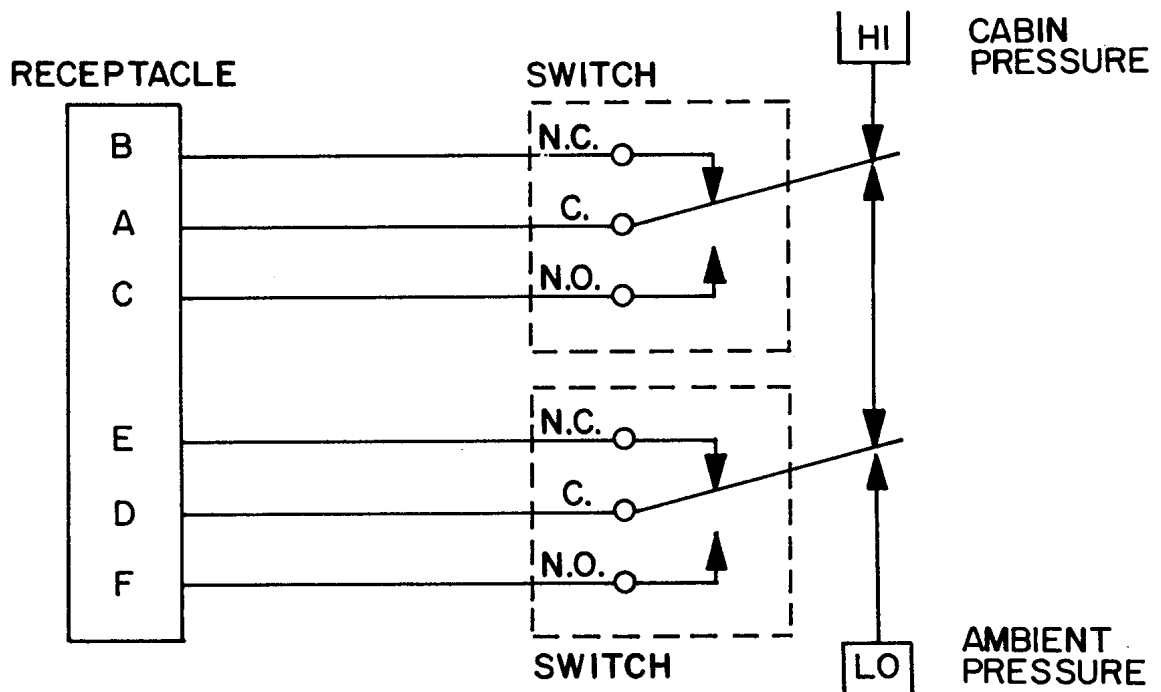 HI
CABIN
PRESSURE
RECEPTACLE
SWITCH
B
N.C.
A
C.
C
N.O.
E
N.C.
D
C.
F
N.O.
SWITCH
LO
AMBIENT
PRESSURE